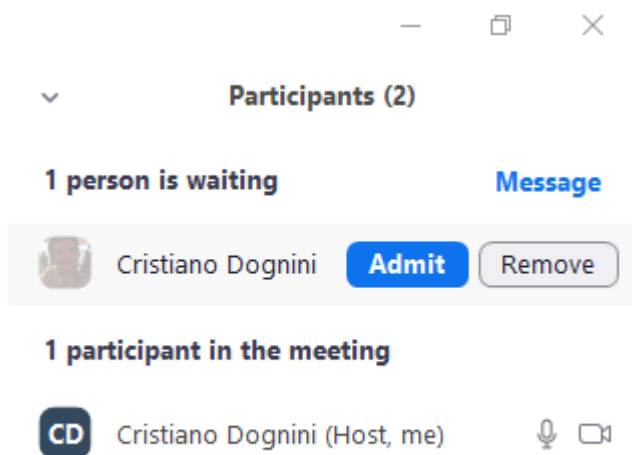 Participants (2)
1 person is waiting Message
Cristiano Dognini Admit Remove
1 participant in the meeting
CD Cristiano Dognini (Host, me)